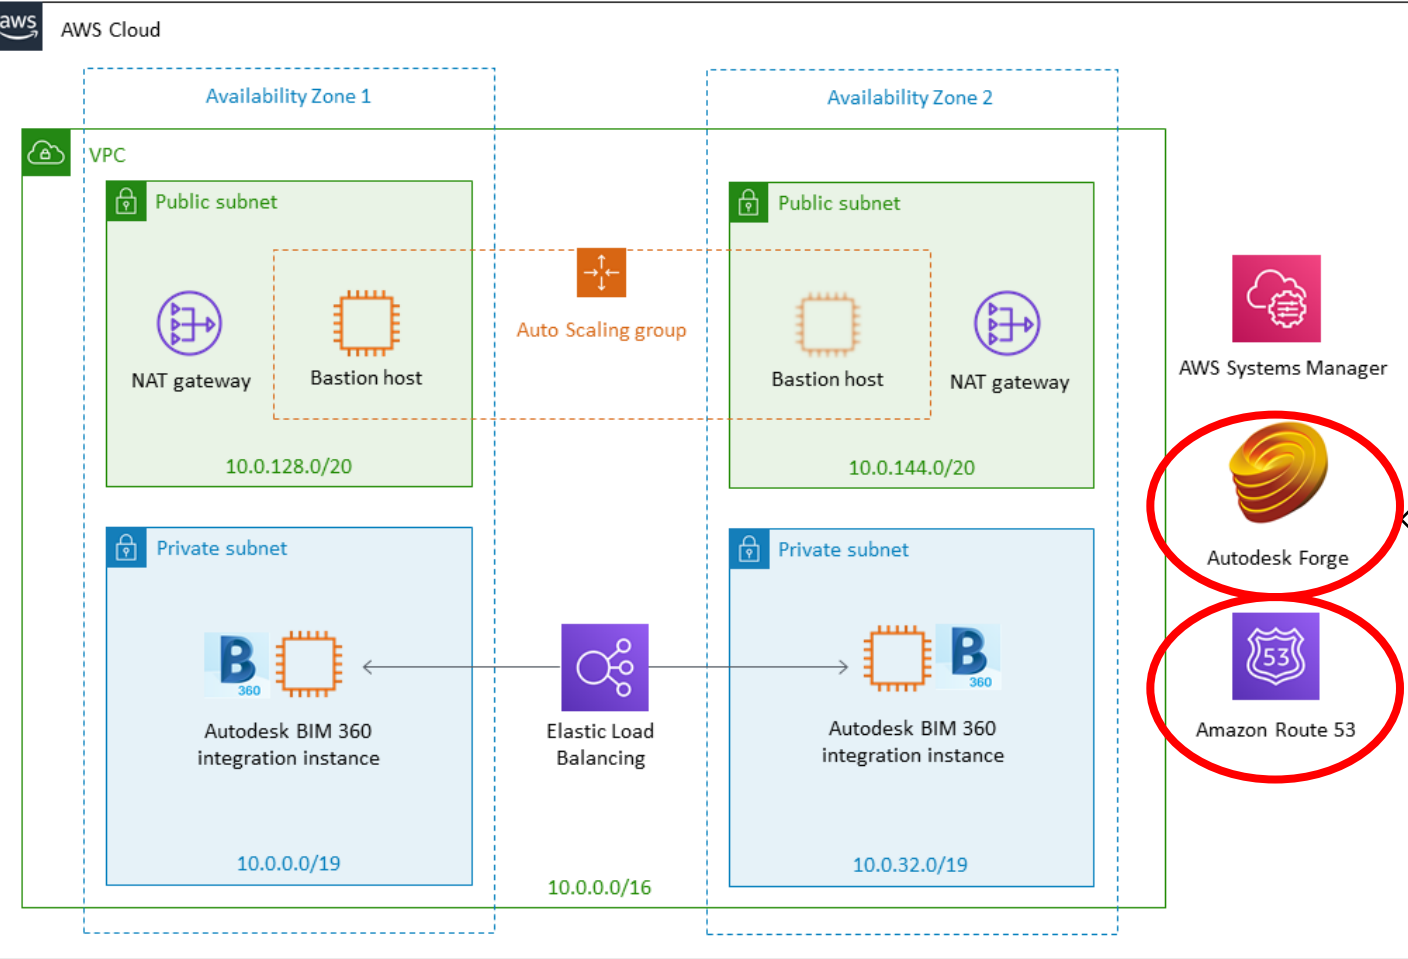 aws
AWS Cloud
Availability Zone 1
Availability Zone 2
VPC
Public subnet
Public subnet
Auto Scaling group
NAT gateway
Bastion host
Bastion host
NAT gateway
10.0.128.0/20
10.0.144.0/20
AWS Systems Manager
Autodesk Forge
Private subnet
Private subnet
B
360
B
360
53
Autodesk BIM 360
integration instance
Elastic Load
Balancing
Autodesk BIM 360
integration instance
Amazon Route 53
10.0.0.0/19
10.0.32.0/19
10.0.0.0/16